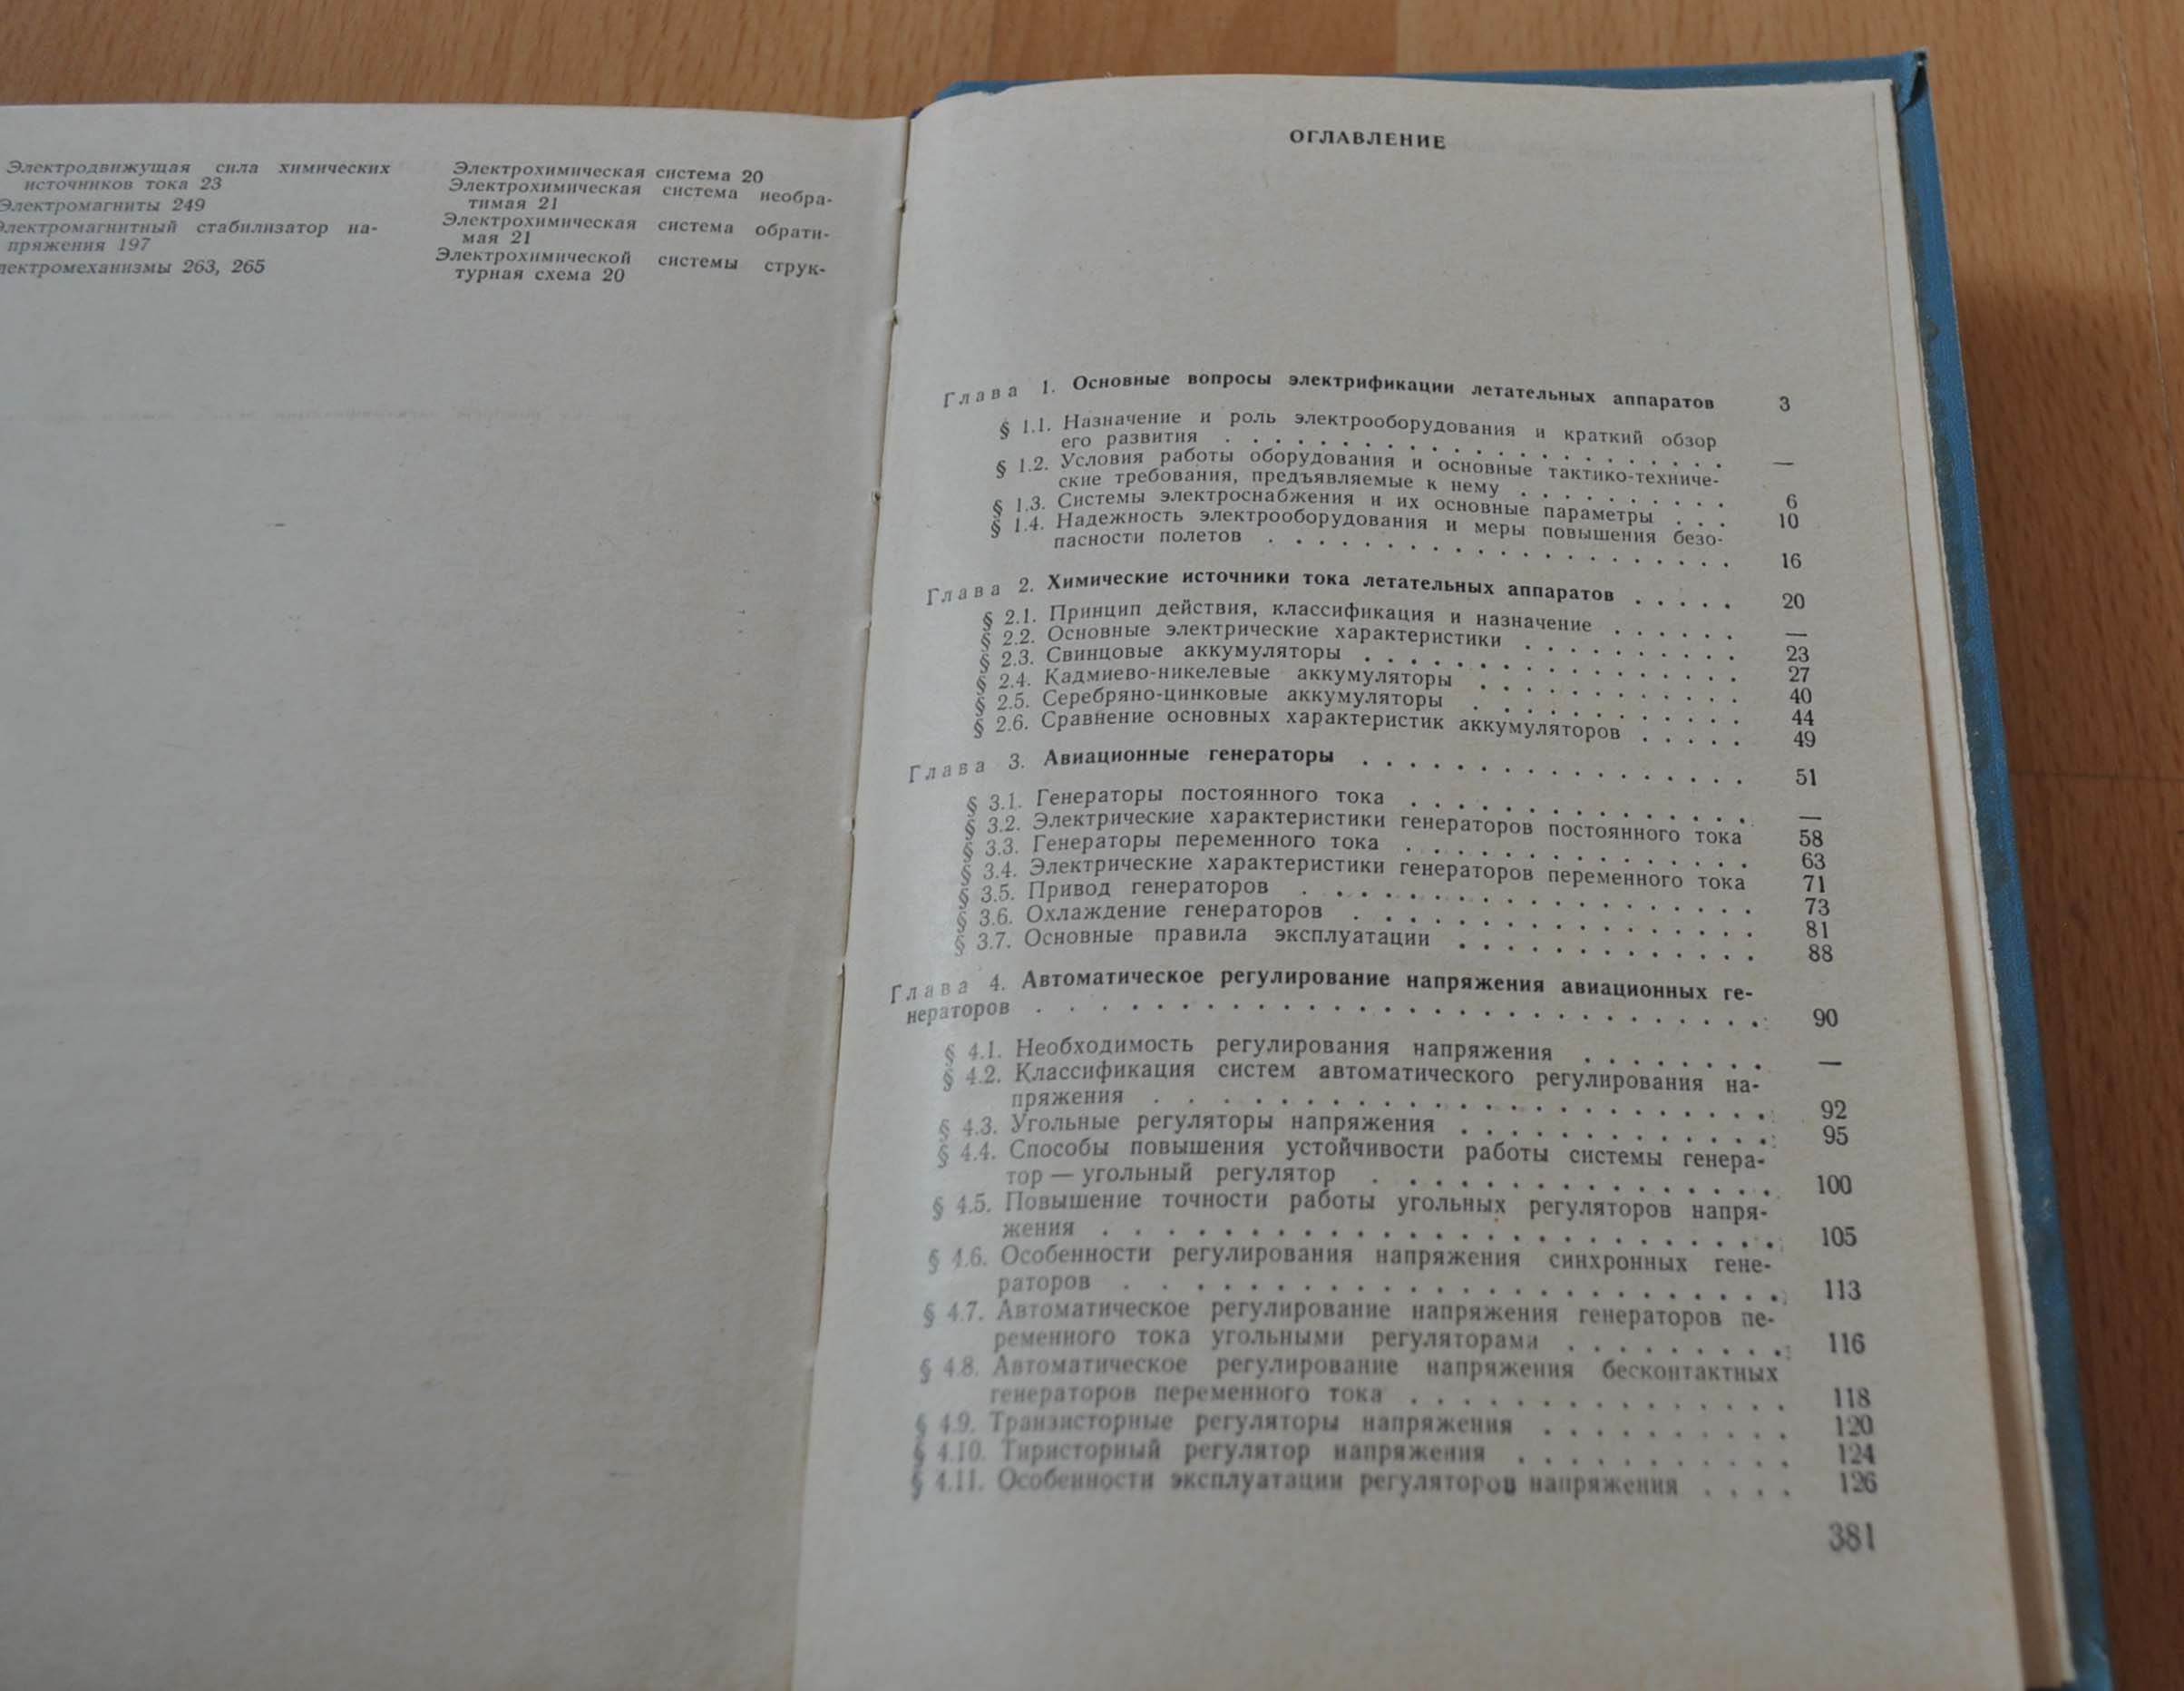 Электродвижущая сила химических
источников тока 23
Электромагниты 249
Электромагнитный стабилизатор на-
пряжения 197
лектромеханизмы 263, 265
Электрохимическая система 20
Электрохимическая система необра-
тимая 21
Электрохимическая система обрати-
мая 21
Электрохимической системы струк-
турная схема 20
ОГЛАВЛЕНИЕ
Глава 1. Основные вопросы электрификации летательных аппаратов 3
§ 1.1. Назначение и роль электрооборудования и краткий обзор
его развития . . . . . . . . . . . . . . . . . —
§ 1.2. Условия работы оборудования и основные тактико-техниче-
ские требования, предъявляемые к нему . . . . . . . . . 6
§ 1.3. Системы электроснабжения и их основные параметры . . . 10
§ 1.4. Надежность электрооборудования и меры повышения безо-
пасности полетов . . . . . . . . . . . . . . . . . 16
Глава 2. Химические источники тока летательных аппаратов . . . . . 20
§ 2.1. Принцип действия, классификация и назначение . . . . . . —
§ 2.2. Основные электрические характеристики . . . . . . . . . 23
§ 2.3. Свинцовые аккумуляторы . . . . . . . . . . . . . . 27
§ 2.4. Кадмиево-никелевые аккумуляторы . . . . . . . . . . . 40
§ 2.5. Серебряно-цинковые аккумуляторы . . . . . . . . . . . 44
§ 2.6. Сравнение основных характеристик аккумуляторов . . . . . 49
Глава 3. Авиационные генераторы . . . . . . . . . . . . . . . . 51
§ 3.1. Генераторы постоянного тока . . . . . . . . . . . . . . —
§ 3.2. Электрические характеристики генераторов постоянного тока 58
§ 3.3. Генераторы переменного тока . . . . . . . . . . . . . . 63
§ 3.4. Электрические характеристики генераторов переменного тока 71
§ 3.5. Привод генераторов . . . . . . . . . . . . . . . . . . 73
§ 3.6. Охлаждение генераторов . . . . . . . . . . . . . . . . 81
§ 3.7. Основные правила эксплуатации . . . . . . . . . . . . 88
Глава 4. Автоматическое регулирование напряжения авиационных ге-
нераторов . . . . . . . . . . . . . . . . . . . . . . . . 90
§ 4.1. Необходимость регулирования напряжения . . . . . . . . —
§ 4.2. Классификация систем автоматического регулирования на-
пряжения . . . . . . . . . . . . . . . . . . . . . . . 92
§ 4.3. Угольные регуляторы напряжения . . . . . . . . . . . . 95
§ 4.4. Способы повышения устойчивости работы системы генера-
тор — угольный регулятор . . . . . . . . . . . . . . . 100
§ 4.5. Повышение точности работы угольных регуляторов напря-
жения . . . . . . . . . . . . . . . . . . . . . . . 105
§ 4.6. Особенности регулирования напряжения синхронных гене-
раторов . . . . . . . . . . . . . . . . . . . . . . . 113
§ 4.7. Автоматическое регулирование напряжения генераторов пе-
ременного тока угольными регуляторами . . . . . . . . . 116
§ 4.8. Автоматическое регулирование напряжения бесконтактных
генераторов переменного тока . . . . . . . . . . . . . . 118
§ 4.9. Транзисторные регуляторы напряжения . . . . . . . . . . 120
§ 4.10. Тиристорный регулятор напряжения . . . . . . . . . . . 124
§ 4.11. Особенности эксплуатации регуляторов напряжения . . . . 126
381